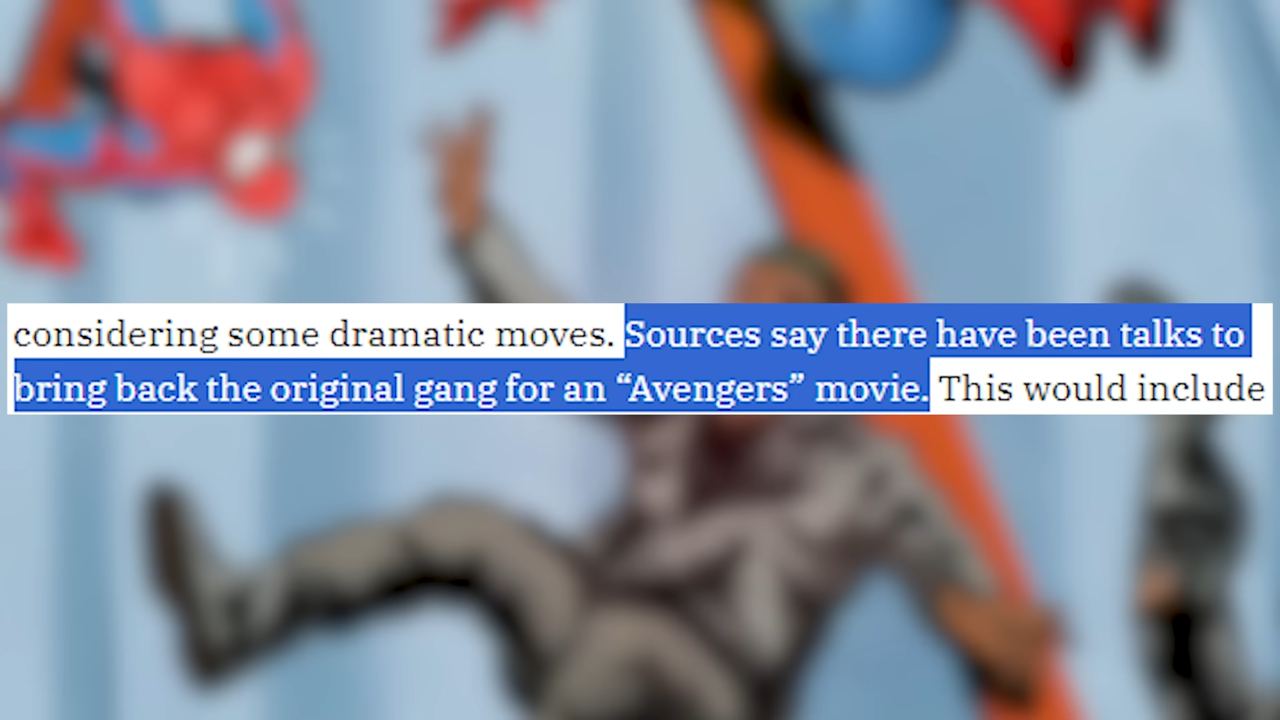 considering some dramatic moves. Sources say there have been talks to
bring back the original gang for an “Avengers” movie. This would include